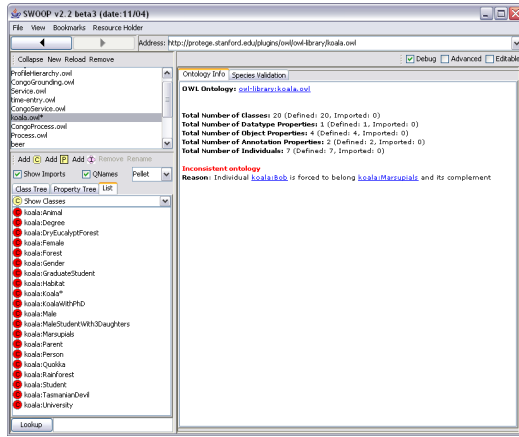 SWOOP v2.2 beta3 (date:11/04)
File View Bookmarks Resource Holder
Address: http://protege.stanford.edu/plugins/owl/owl-library/koala.owl
Collapse New Reload Remove
Debug Advanced Editable
ProfileHierarchy.owl
CongoGrounding.owl
Service.owl
time-entry.owl
CongoService.owl
koala.owl*
CongoProcess.owl
Process.owl
beer
Add C Add P Add I Remove Rename
Show Imports QNames Pellet
Class Tree Property Tree List
Show Classes
koala:Animal
koala:Degree
koala:DryEucalyptForest
koala:Female
koala:Forest
koala:Gender
koala:GraduateStudent
koala:Habitat
koala:Koala*
koala:KoalaWithPhD
koala:Male
koala:MaleStudentWith3Daughters
koala:Marsupials
koala:Parent
koala:Person
koala:Quokka
koala:Rainforest
koala:Student
koala:TasmanianDevil
koala:University
Lookup
Ontology Info Species Validation
OWL Ontology: owl-library:koala.owl
Total Number of Classes: 20 (Defined: 20, Imported: 0)
Total Number of Datatype Properties: 1 (Defined: 1, Imported: 0)
Total Number of Object Properties: 4 (Defined: 4, Imported: 0)
Total Number of Annotation Properties: 2 (Defined: 2, Imported: 0)
Total Number of Individuals: 7 (Defined: 7, Imported: 0)
Inconsistent ontology
Reason: Individual koala:Bob is forced to belong koala:Marsupials and its complement